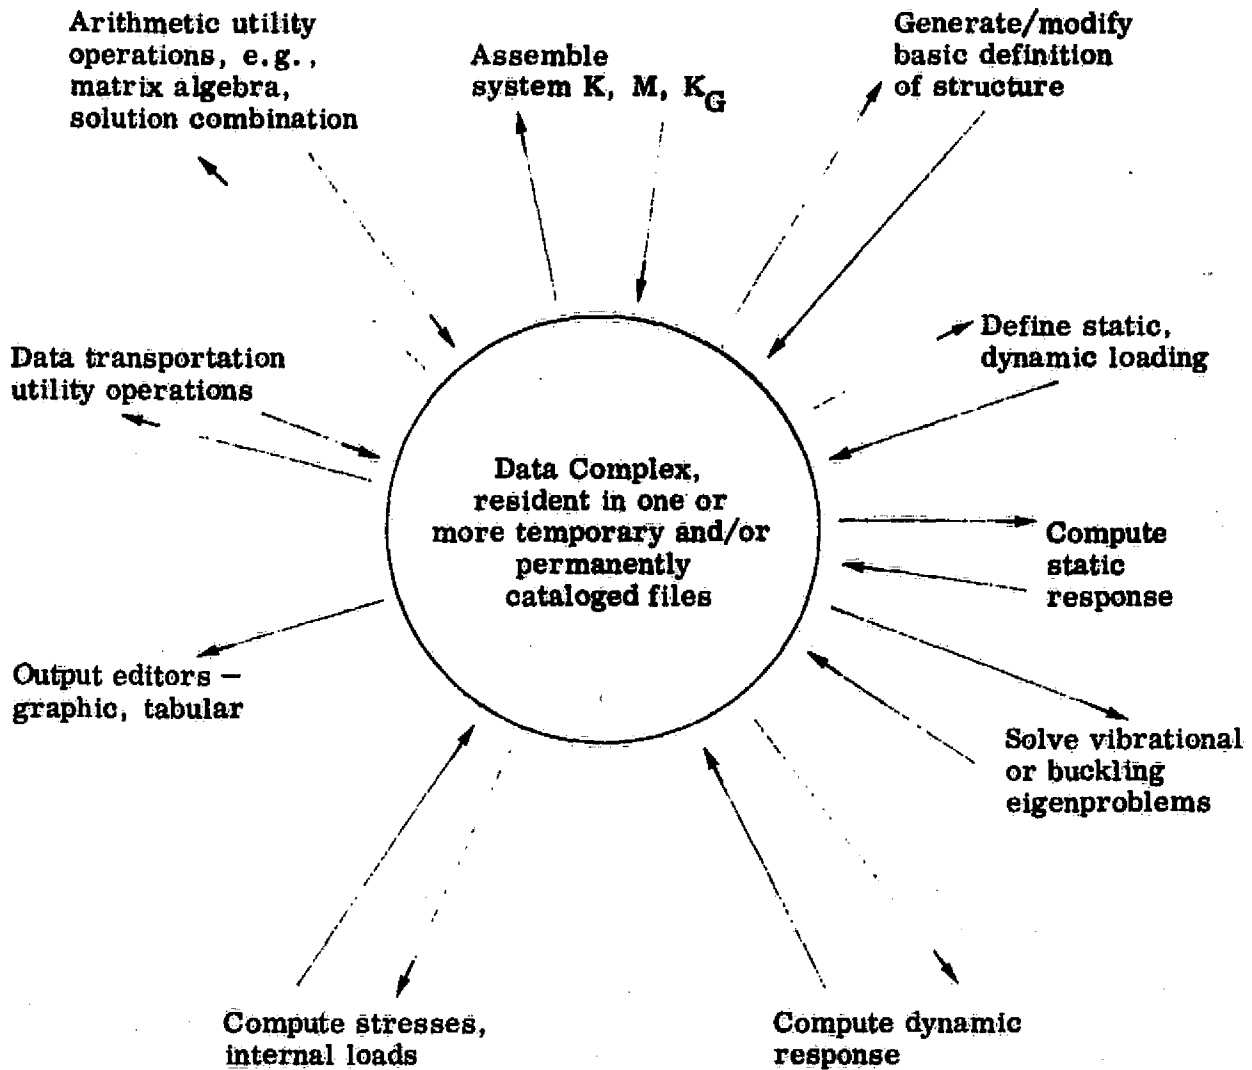 Arithmetic utility
operations, e.g.,
matrix algebra,
solution combination
Assemble
system K, M, K_G
Generate/modify
basic definition
of structure
Define static,
dynamic loading
Data transportation
utility operations
Data Complex,
resident in one or
more temporary and/or
permanently
cataloged files
Compute
static
response
Output editors —
graphic, tabular
Solve vibrational
or buckling
eigenproblems
Compute stresses,
internal loads
Compute dynamic
response